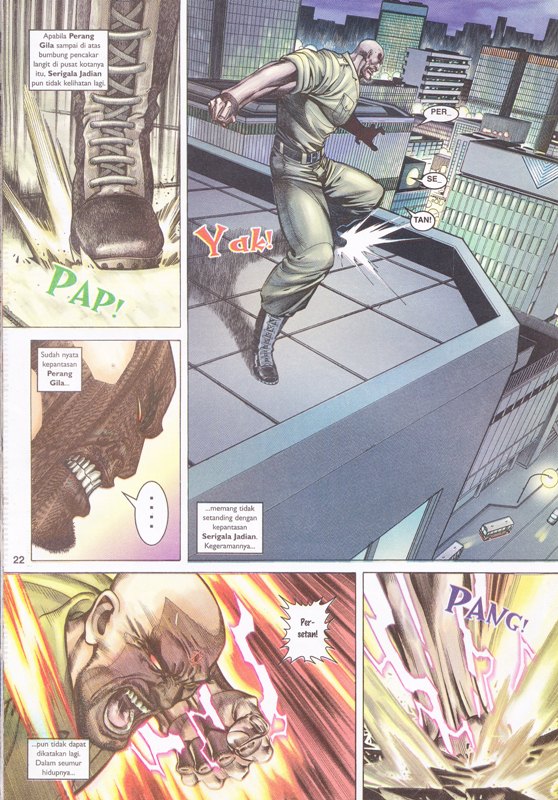 Apabila Perang
Gila sampai di atas
bumbung pencakar
langit di pusat kotanya
itu, Serigala Jadian
pun tidak kelihatan lagi.
PAP!
PER_
SE_
TAN!
Yak!
Sudah nyata
kepantasan
Perang
Gila...
....
...memang tidak
setanding dengan
kepantasan
Serigala Jadian.
Kegeramannya...
22
Per-
setan!
...pun tidak dapat
dikatakan lagi.
Dalam seumur
hidupnya...
PANG!